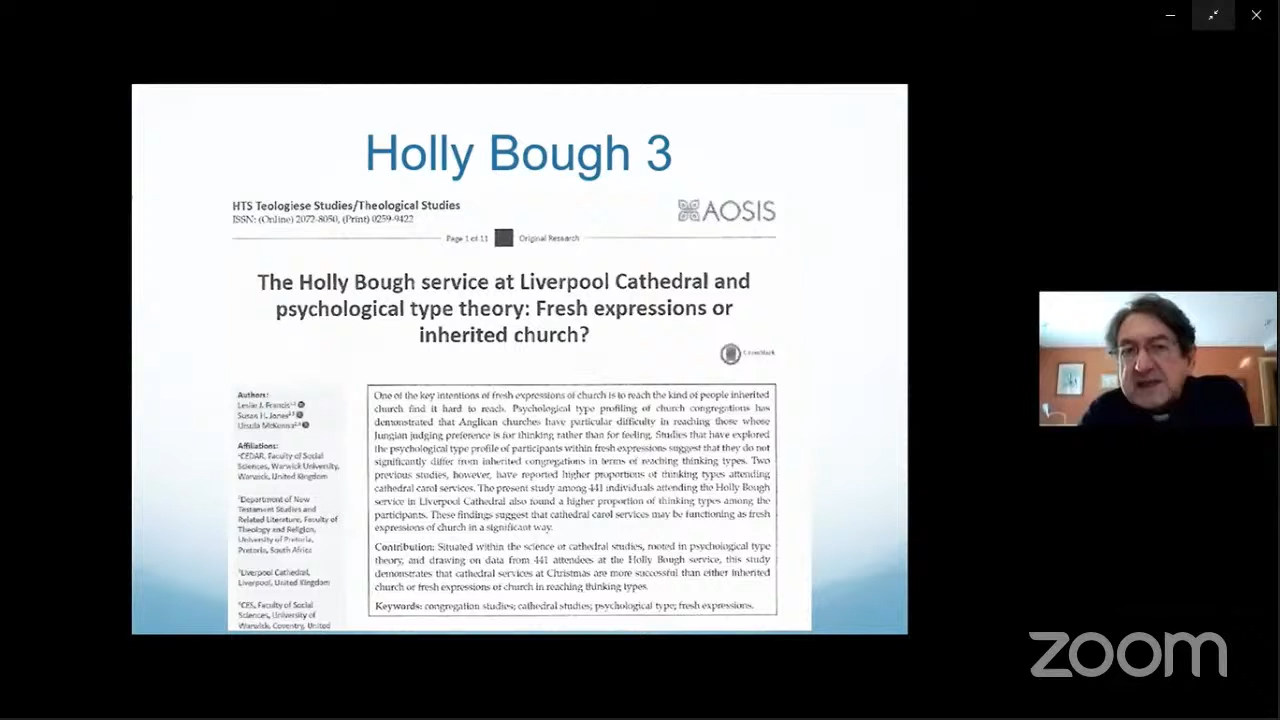 Holly Bough 3
HTS Teologiese Studies/Theological Studies
ISSN: (Online) 2072-8050, (Print) 0259-9422
AOSIS
Page 1 of 11 Original Research
The Holly Bough service at Liverpool Cathedral and
psychological type theory: Fresh expressions or
inherited church?
CrossMark
Authors:
Leslie J. Francis
Susan H. Jones
Ursula McKenna
Affiliations:
CEDAR, Faculty of Social
Sciences, Warwick University,
Warwick, United Kingdom
Department of New
Testament Studies and
Related Literature, Faculty of
Theology and Religion,
University of Pretoria,
Pretoria, South Africa
Liverpool Cathedral,
Liverpool, United Kingdom
CES, Faculty of Social
Sciences, University of
Warwick, Coventry, United
One of the key intentions of fresh expressions of church is to reach the kind of people inherited
church find it hard to reach. Psychological type profiling of church congregations has
demonstrated that Anglican churches have particular difficulty in reaching those whose
Jungian judging preference is for thinking rather than for feeling. Studies that have explored
the psychological type profile of participants within fresh expressions suggest that they do not
significantly differ from inherited congregations in terms of reaching thinking types. Two
previous studies, however, have reported higher proportions of thinking types attending
cathedral carol services. The present study among 441 individuals attending the Holly Bough
service in Liverpool Cathedral also found a higher proportion of thinking types among the
participants. These findings suggest that cathedral carol services may be functioning as fresh
expressions of church in a significant way.
Contribution: Situated within the science of cathedral studies, rooted in psychological type
theory, and drawing on data from 441 attendees at the Holly Bough service, this study
demonstrates that cathedral services at Christmas are more successful than either inherited
church or fresh expressions of church in reaching thinking types.
Keywords: congregation studies; cathedral studies; psychological type; fresh expressions.
zoom